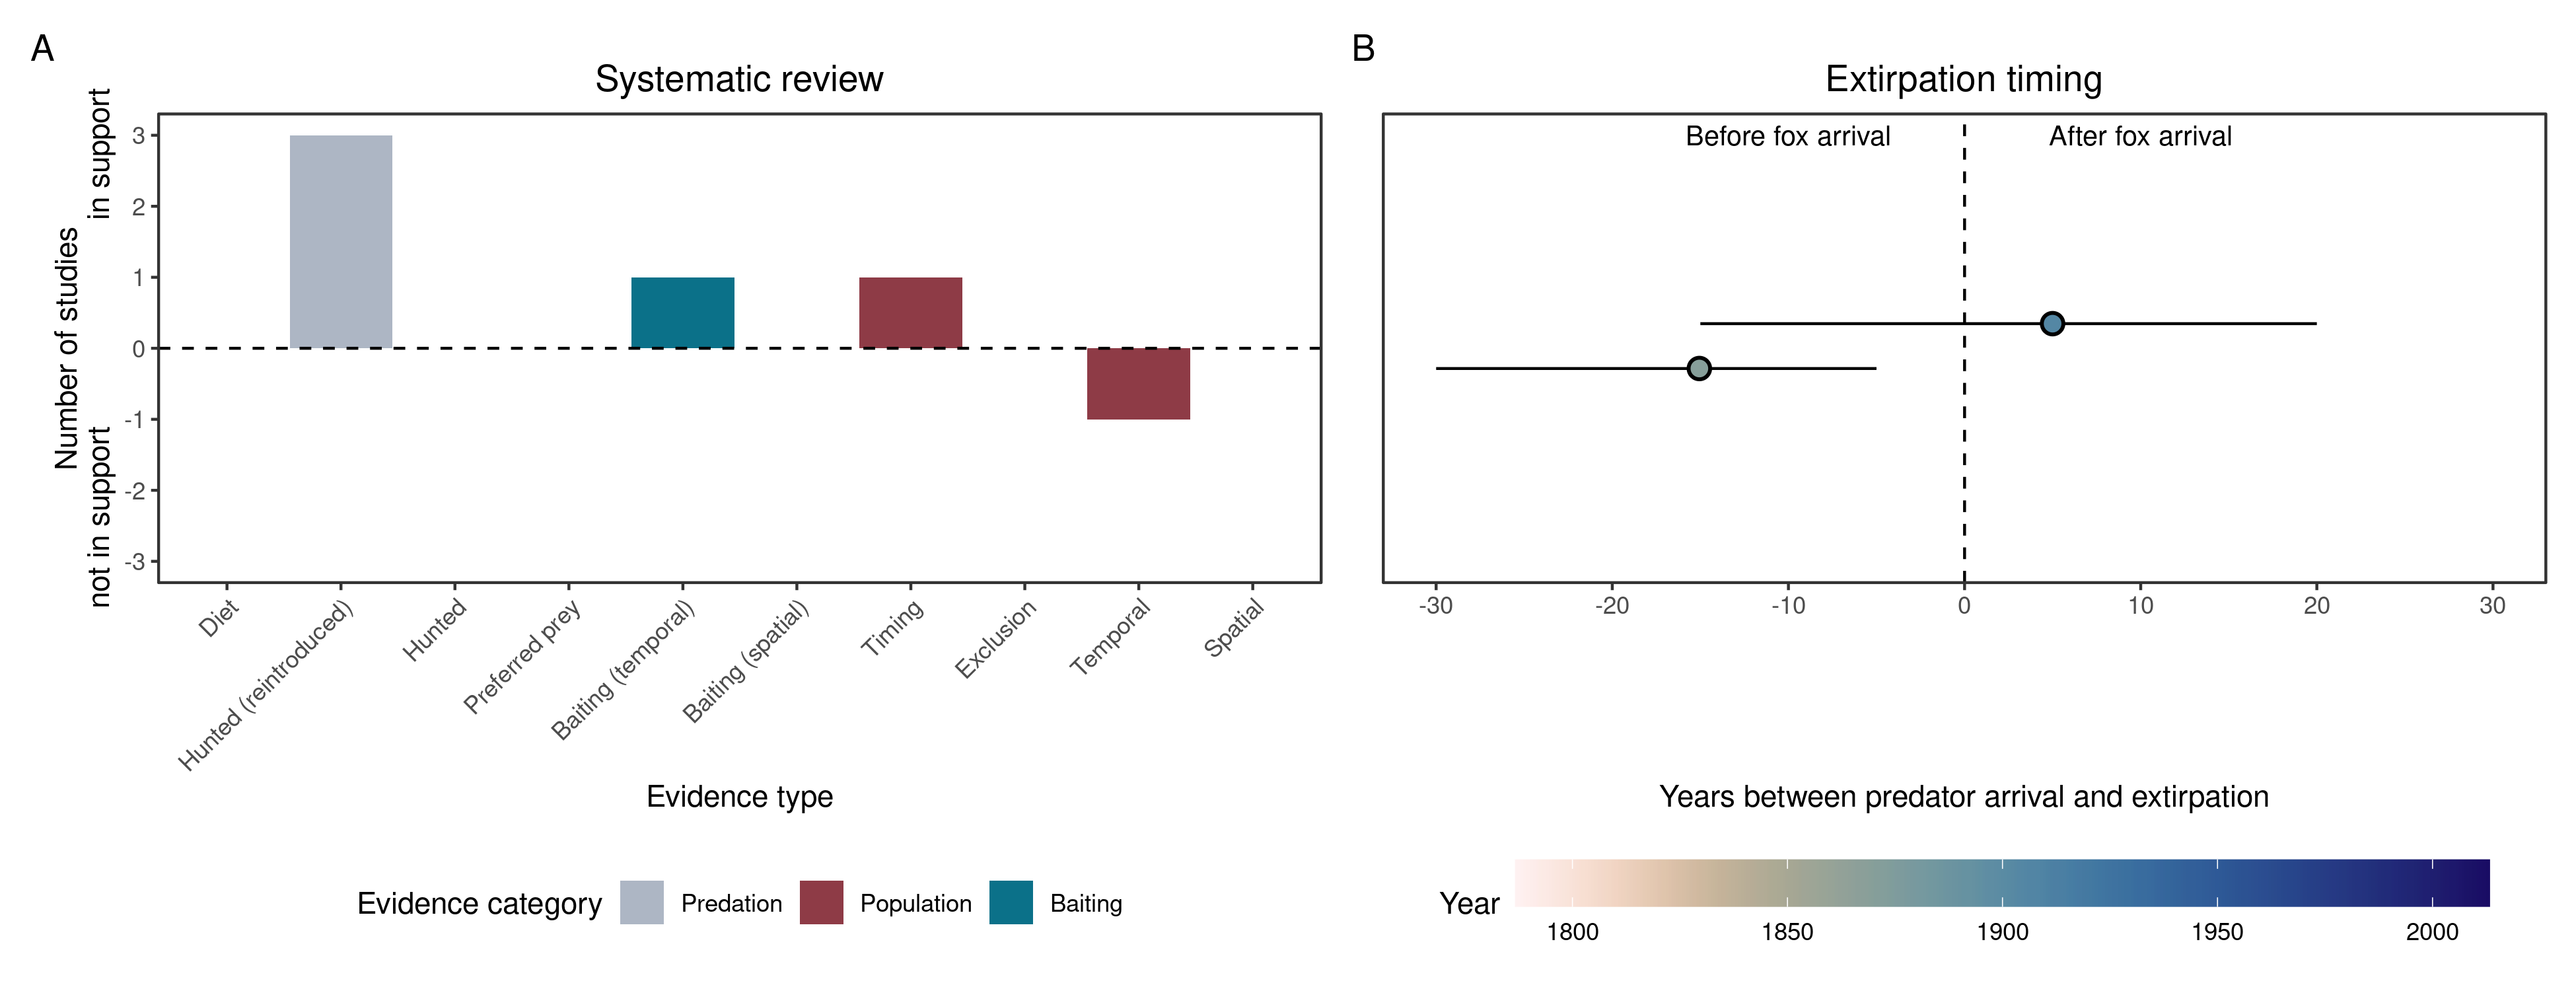 A
Systematic review
Number of studies
not in support
in support
3
2
1
0
-1
-2
-3
Diet
Hunted (reintroduced)
Hunted
Preferred prey
Baiting (temporal)
Baiting (spatial)
Timing
Exclusion
Temporal
Spatial
Evidence type
Evidence category
Predation
Population
Baiting
B
Extirpation timing
Before fox arrival
After fox arrival
-30
-20
-10
0
10
20
30
Years between predator arrival and extirpation
Year
1800
1850
1900
1950
2000